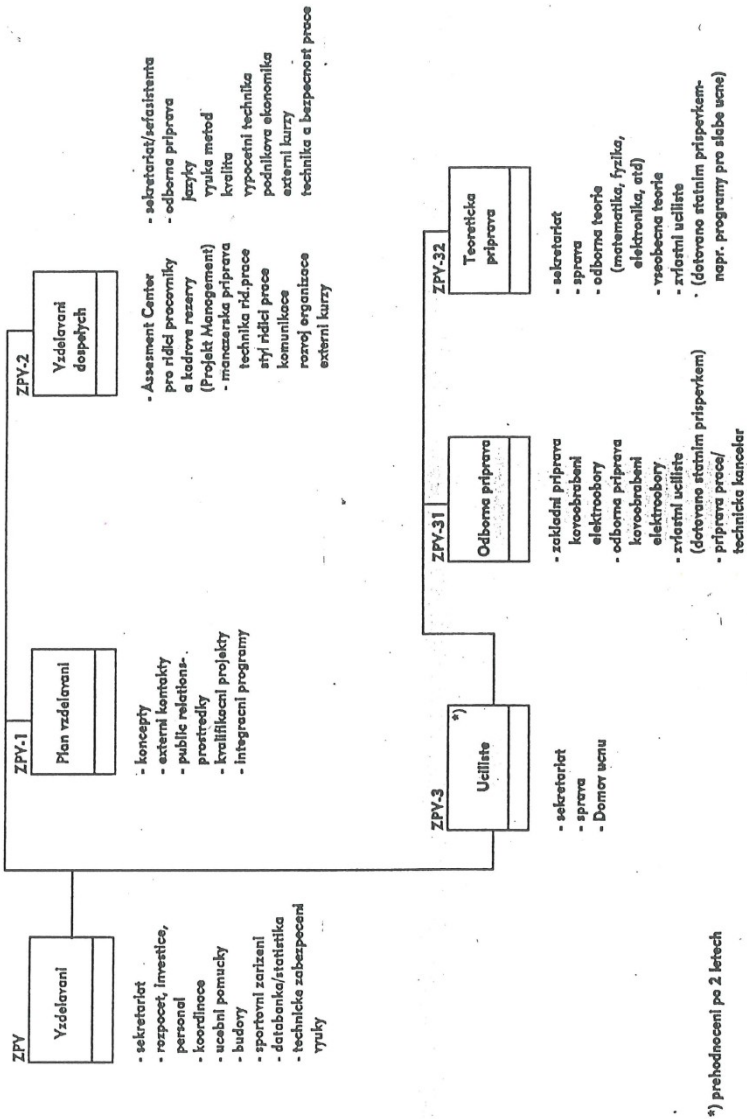 ZPV
Vzdelavani
- sekretariat
- rozpocet, investice,
personal
- koordinace
- ucebni pomucky
- budovy
- sportovni zarizeni
- databanka/statistika
- technicke zabezpeceni
vyuky
ZPV-1
Plan vzdelavani
- koncepty
- externi kontakty
- public relations-
prostredky
- kvalifikacni projekty
- integracni programy
ZPV-2
Vzdelavani
dospelych
- Assesment Center
pro ridici pracovniky
a kadrove rezervy
(Projekt Management)
- manazerska priprava
technika rid.prace
styl ridici prace
komunikace
rozvoj organizace
externi kurzy
- sekretariat/sefasistenta
- odborna priprava
jazyky
vyuka metod
kvalita
vypocetni technika
podnikova ekonomika
externi kurzy
technika a bezpecnost prace
ZPV-3
*)
Uciliste
- sekretariat
- sprava
- Domov ucnu
ZPV-31
Odborna priprava
- zakladni priprava
kovoobrabeni
elektroobory
- odborna priprava
kovoobrabeni
elektroobory
- zvlastni uciliste
(dotovano statnim prispevkem)
- priprava prace/
technicka kancelar
ZPV-32
Teoreticka
priprava
- sekretariat
- sprava
- odborna teorie
(matematika, fyzika,
elektronika, atd)
- vseobecna teorie
- zvlastni uciliste
- (dotovano statnim prispevkem-
napr. programy pro slabe ucne)
*) prehodnoceni po 2 letech